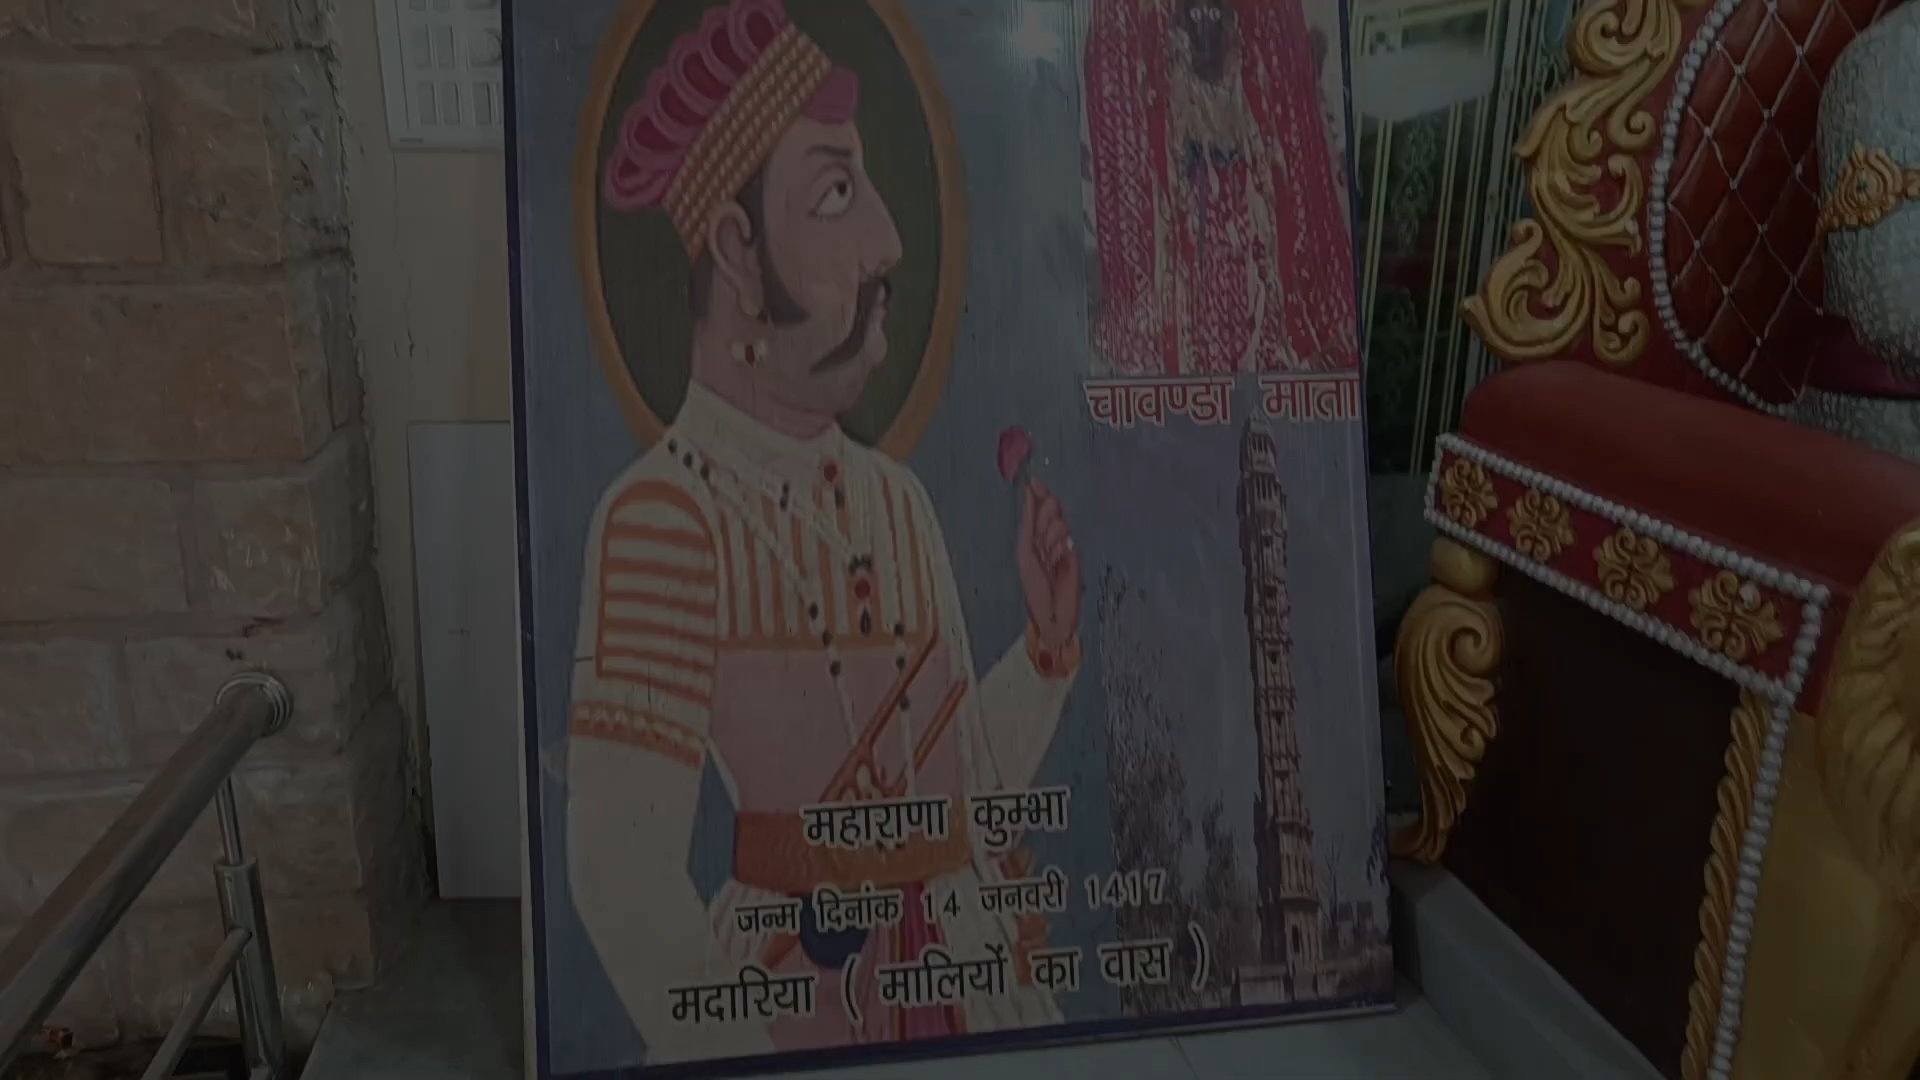 चावण्डा माता
महाराणा कुम्भा
जन्म दिनांक 14 जनवरी 1417
मदारिया ( मालियों का वास )